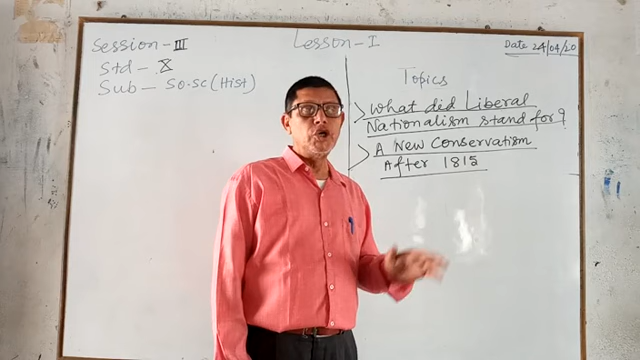 Session - III
Std - X
Sub - So.Sc (Hist)
Lesson - I
Date 24/04/20
Topics
> What did Liberal
Nationalism stand for?
> A New Conservatism
After 1815